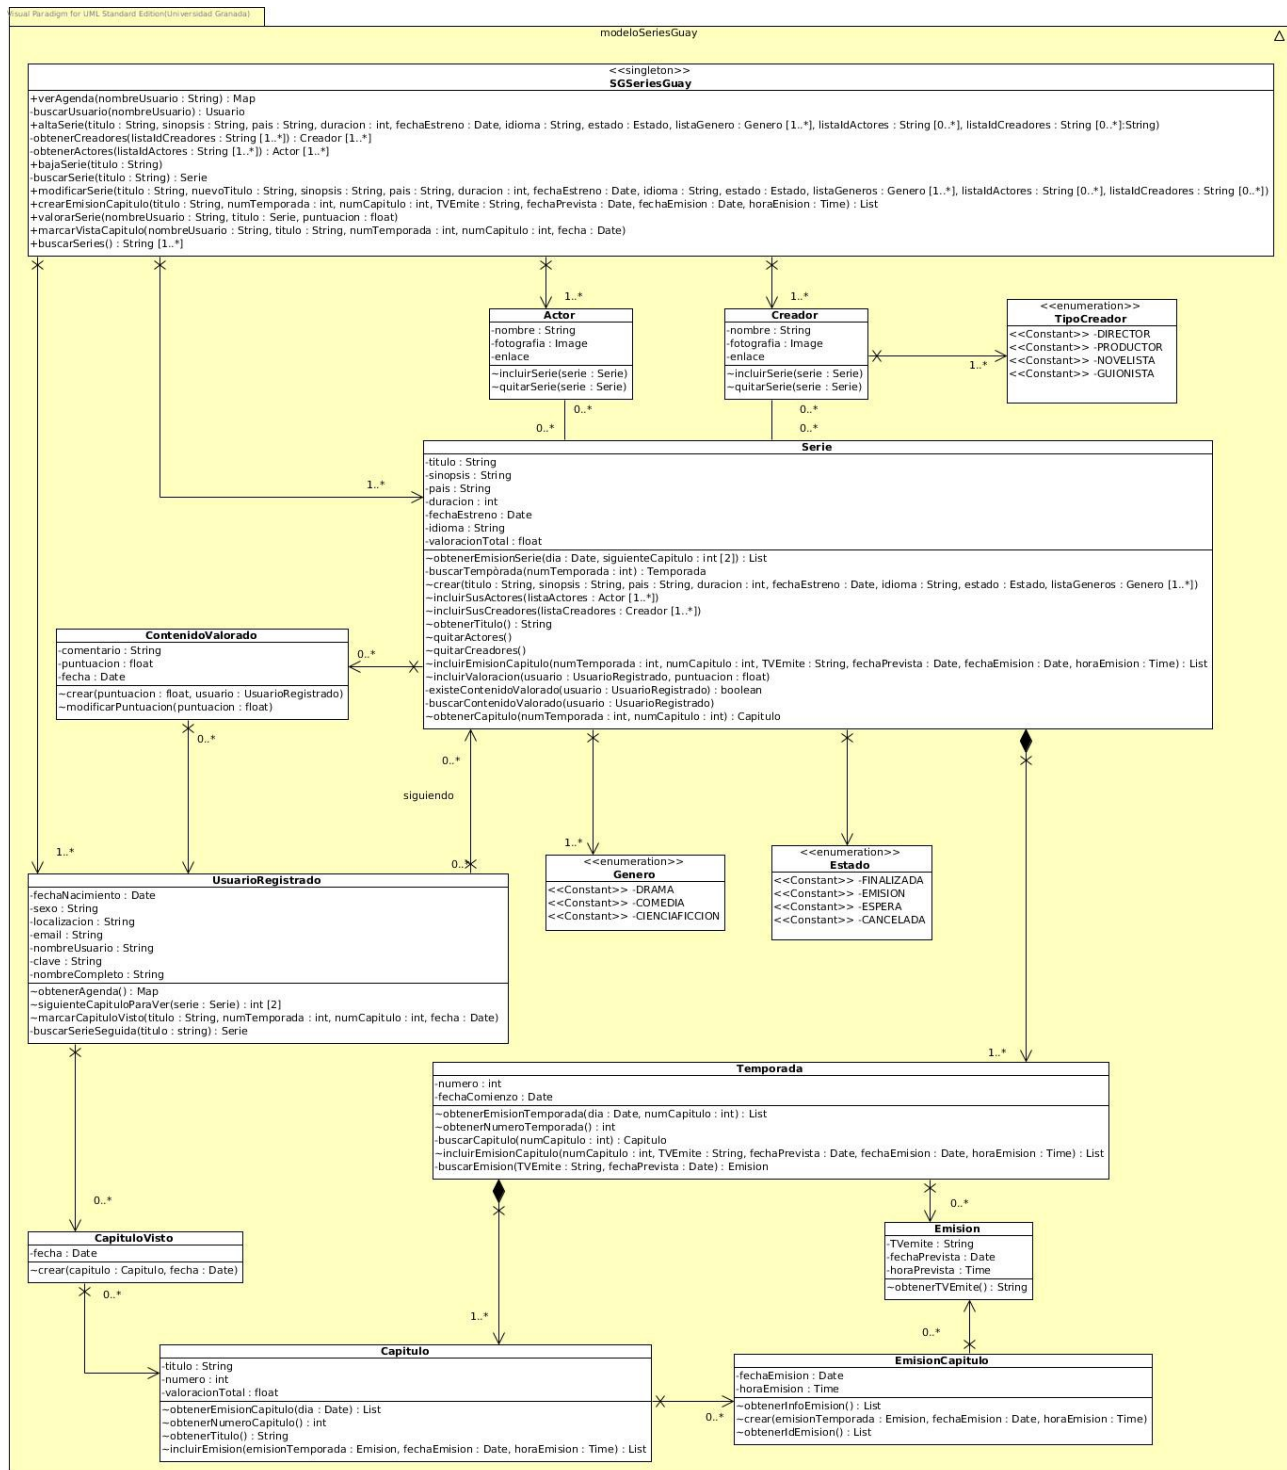 Visual Paradigm for UML Standard Edition(Universidad Granada)
modeloSeriesGuay
<<singleton>>
SGSeriesGuay
+verAgenda(nombreUsuario : String) : Map
-buscarUsuario(nombreUsuario) : Usuario
+altaSerie(titulo : String, sinopsis : String, pais : String, duracion : int, fechaEstreno : Date, idioma : String, estado : Estado, listaGenero : Genero [1..*], listaIdActores : String [0..*], listaIdCreadores : String [0..*]:String)
-obtenerCreadores(listaIdCreadores : String [1..*]) : Creador [1..*]
-obtenerActores(listaIdActores : String [1..*]) : Actor [1..*]
+bajaSerie(titulo : String)
-buscarSerie(titulo : String) : Serie
+modificarSerie(titulo : String, nuevoTitulo : String, sinopsis : String, pais : String, duracion : int, fechaEstreno : Date, idioma : String, estado : Estado, listaGeneros : Genero [1..*], listaIdActores : String [0..*], listaIdCreadores : String [0..*])
+crearEmisionCapitulo(titulo : String, numTemporada : int, numCapitulo : int, TVEmite : String, fechaPrevista : Date, fechaEmision : Date, horaEnision : Time) : List
+valorarSerie(nombreUsuario : String, titulo : Serie, puntuacion : float)
+marcarVistaCapitulo(nombreUsuario : String, titulo : String, numTemporada : int, numCapitulo : int, fecha : Date)
+buscarSeries() : String [1..*]
1..*
1..*
Actor
-nombre : String
-fotografia : Image
-enlace
~incluirSerie(serie : Serie)
~quitarSerie(serie : Serie)
Creador
-nombre : String
-fotografia : Image
-enlace
~incluirSerie(serie : Serie)
~quitarSerie(serie : Serie)
1..*
<<enumeration>>
TipoCreador
<<Constant>> -DIRECTOR
<<Constant>> -PRODUCTOR
<<Constant>> -NOVELISTA
<<Constant>> -GUIONISTA
0..*
0..*
0..*
0..*
1..*
Serie
-titulo : String
-sinopsis : String
-pais : String
-duracion : int
-fechaEstreno : Date
-idioma : String
-valoracionTotal : float
~obtenerEmisionSerie(dia : Date, siguienteCapitulo : int [2]) : List
-buscarTempòrada(numTemporada : int) : Temporada
~crear(titulo : String, sinopsis : String, pais : String, duracion : int, fechaEstreno : Date, idioma : String, estado : Estado, listaGeneros : Genero [1..*])
~incluirSusActores(listaActores : Actor [1..*])
~incluirSusCreadores(listaCreadores : Creador [1..*])
~obtenerTitulo() : String
~quitarActores()
~quitarCreadores()
~incluirEmisionCapitulo(numTemporada : int, numCapitulo : int, TVEmite : String, fechaPrevista : Date, fechaEmision : Date, horaEmision : Time) : List
~incluirValoracion(usuario : UsuarioRegistrado, puntuacion : float)
-existeContenidoValorado(usuario : UsuarioRegistrado) : boolean
-buscarContenidoValorado(usuario : UsuarioRegistrado)
~obtenerCapitulo(numTemporada : int, numCapitulo : int) : Capitulo
ContenidoValorado
-comentario : String
-puntuacion : float
-fecha : Date
~crear(puntuacion : float, usuario : UsuarioRegistrado)
~modificarPuntuacion(puntuacion : float)
0..*
0..*
0..*
siguiendo
0..*
1..*
1..*
<<enumeration>>
Genero
<<Constant>> -DRAMA
<<Constant>> -COMEDIA
<<Constant>> -CIENCIAFICCION
<<enumeration>>
Estado
<<Constant>> -FINALIZADA
<<Constant>> -EMISION
<<Constant>> -ESPERA
<<Constant>> -CANCELADA
UsuarioRegistrado
-fechaNacimiento : Date
-sexo : String
-localizacion : String
-email : String
-nombreUsuario : String
-clave : String
-nombreCompleto : String
~obtenerAgenda() : Map
~siguienteCapituloParaVer(serie : Serie) : int [2]
~marcarCapituloVisto(titulo : String, numTemporada : int, numCapitulo : int, fecha : Date)
-buscarSerieSeguida(titulo : string) : Serie
1..*
Temporada
-numero : int
-fechaComienzo : Date
~obtenerEmisionTemporada(dia : Date, numCapitulo : int) : List
~obtenerNumeroTemporada() : int
-buscarCapitulo(numCapitulo : int) : Capitulo
~incluirEmisionCapitulo(numCapitulo : int, TVEmite : String, fechaPrevista : Date, fechaEmision : Date, horaEmision : Time) : List
-buscarEmision(TVEmite : String, fechaPrevista : Date) : Emision
0..*
0..*
CapituloVisto
-fecha : Date
~crear(capitulo : Capitulo, fecha : Date)
0..*
Emision
-TVemite : String
-fechaPrevista : Date
-horaPrevista : Time
~obtenerTVEmite() : String
1..*
0..*
Capitulo
-titulo : String
-numero : int
-valoracionTotal : float
~obtenerEmisionCapitulo(dia : Date) : List
~obtenerNumeroCapitulo() : int
~obtenerTitulo() : String
~incluirEmision(emisionTemporada : Emision, fechaEmision : Date, horaEmision : Time) : List
0..*
EmisionCapitulo
-fechaEmision : Date
-horaEmision : Time
~obtenerInfoEmision() : List
~crear(emisionTemporada : Emision, fechaEmision : Date, horaEmision : Time)
~obtenerIdEmision() : List